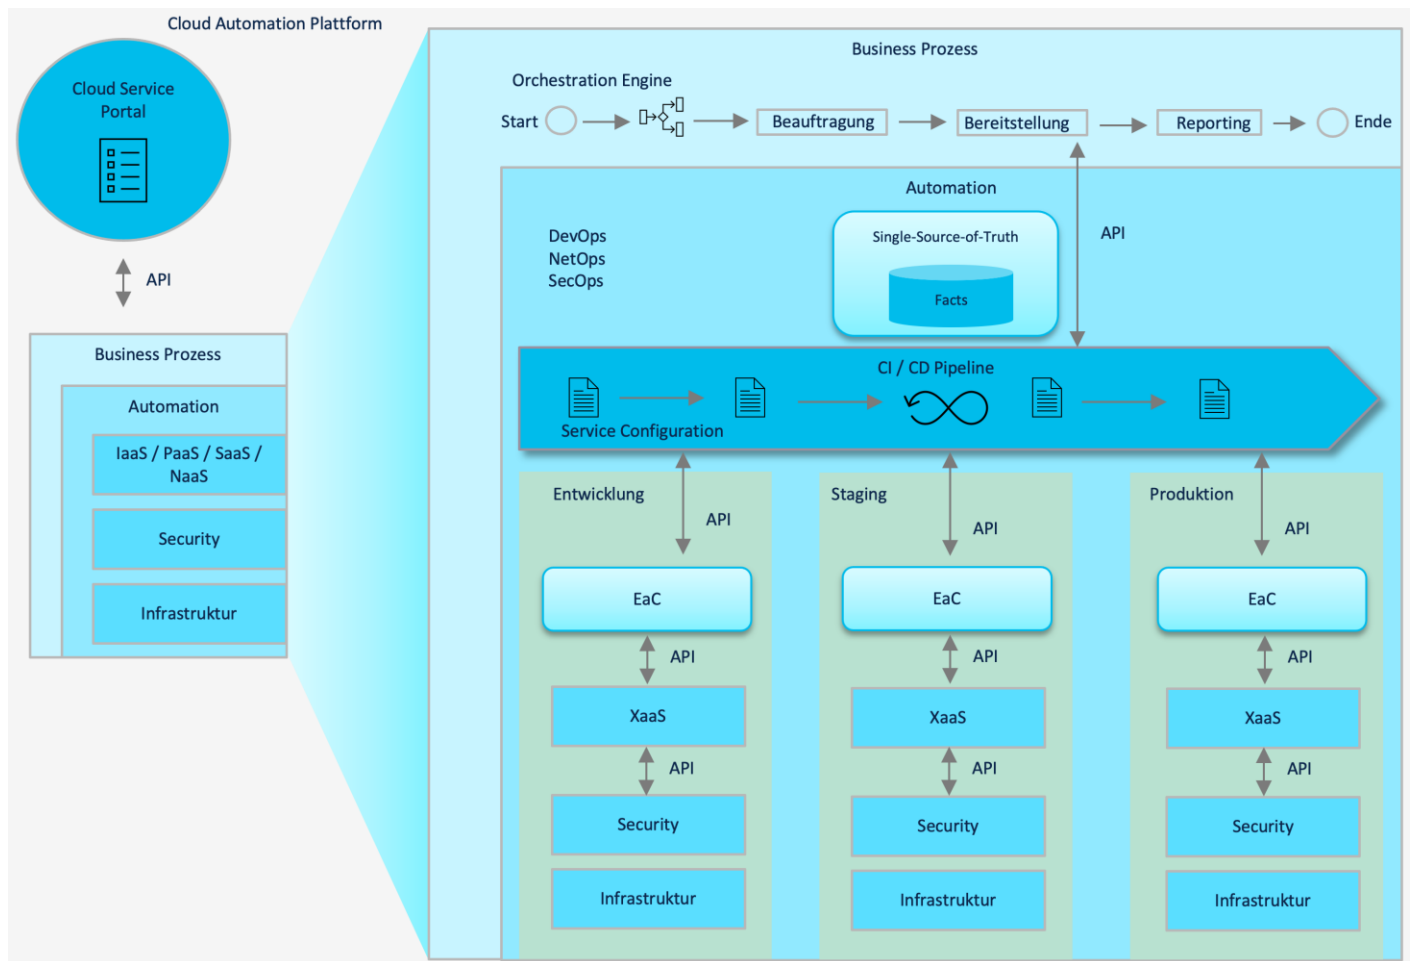 Cloud Automation Plattform
Cloud Service
Portal
API
Business Prozess
Automation
IaaS / PaaS / SaaS /
NaaS
Security
Infrastruktur
Business Prozess
Orchestration Engine
Start
Beauftragung
Bereitstellung
Reporting
Ende
Automation
API
DevOps
NetOps
SecOps
Single-Source-of-Truth
Facts
CI / CD Pipeline
Service Configuration
Entwicklung
API
EaC
API
XaaS
API
Security
Infrastruktur
Staging
API
EaC
API
XaaS
API
Security
Infrastruktur
Produktion
API
EaC
API
XaaS
API
Security
Infrastruktur